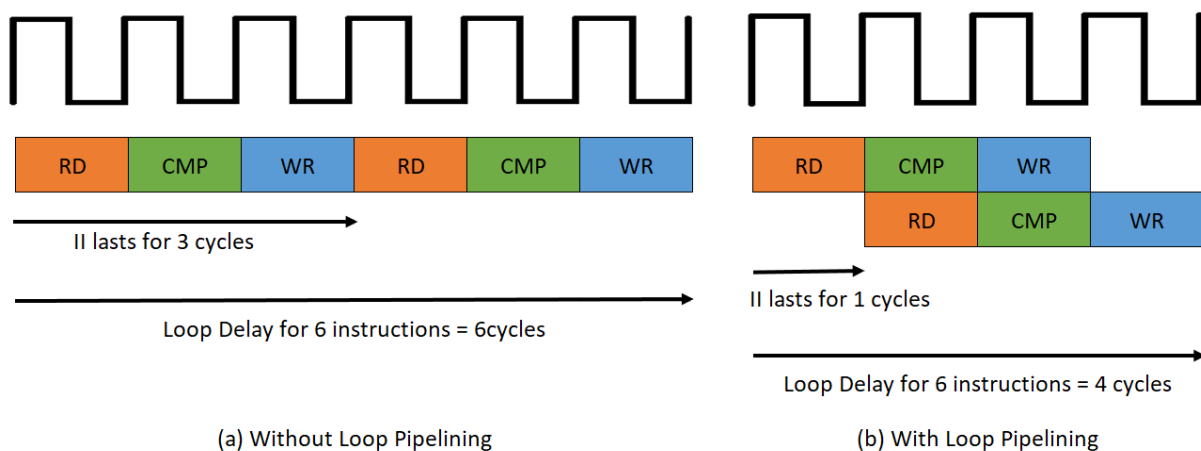 RD CMP WR RD CMP WR
II lasts for 3 cycles
Loop Delay for 6 instructions = 6cycles
(a) Without Loop Pipelining
RD CMP WR
RD CMP WR
II lasts for 1 cycles
Loop Delay for 6 instructions = 4 cycles
(b) With Loop Pipelining